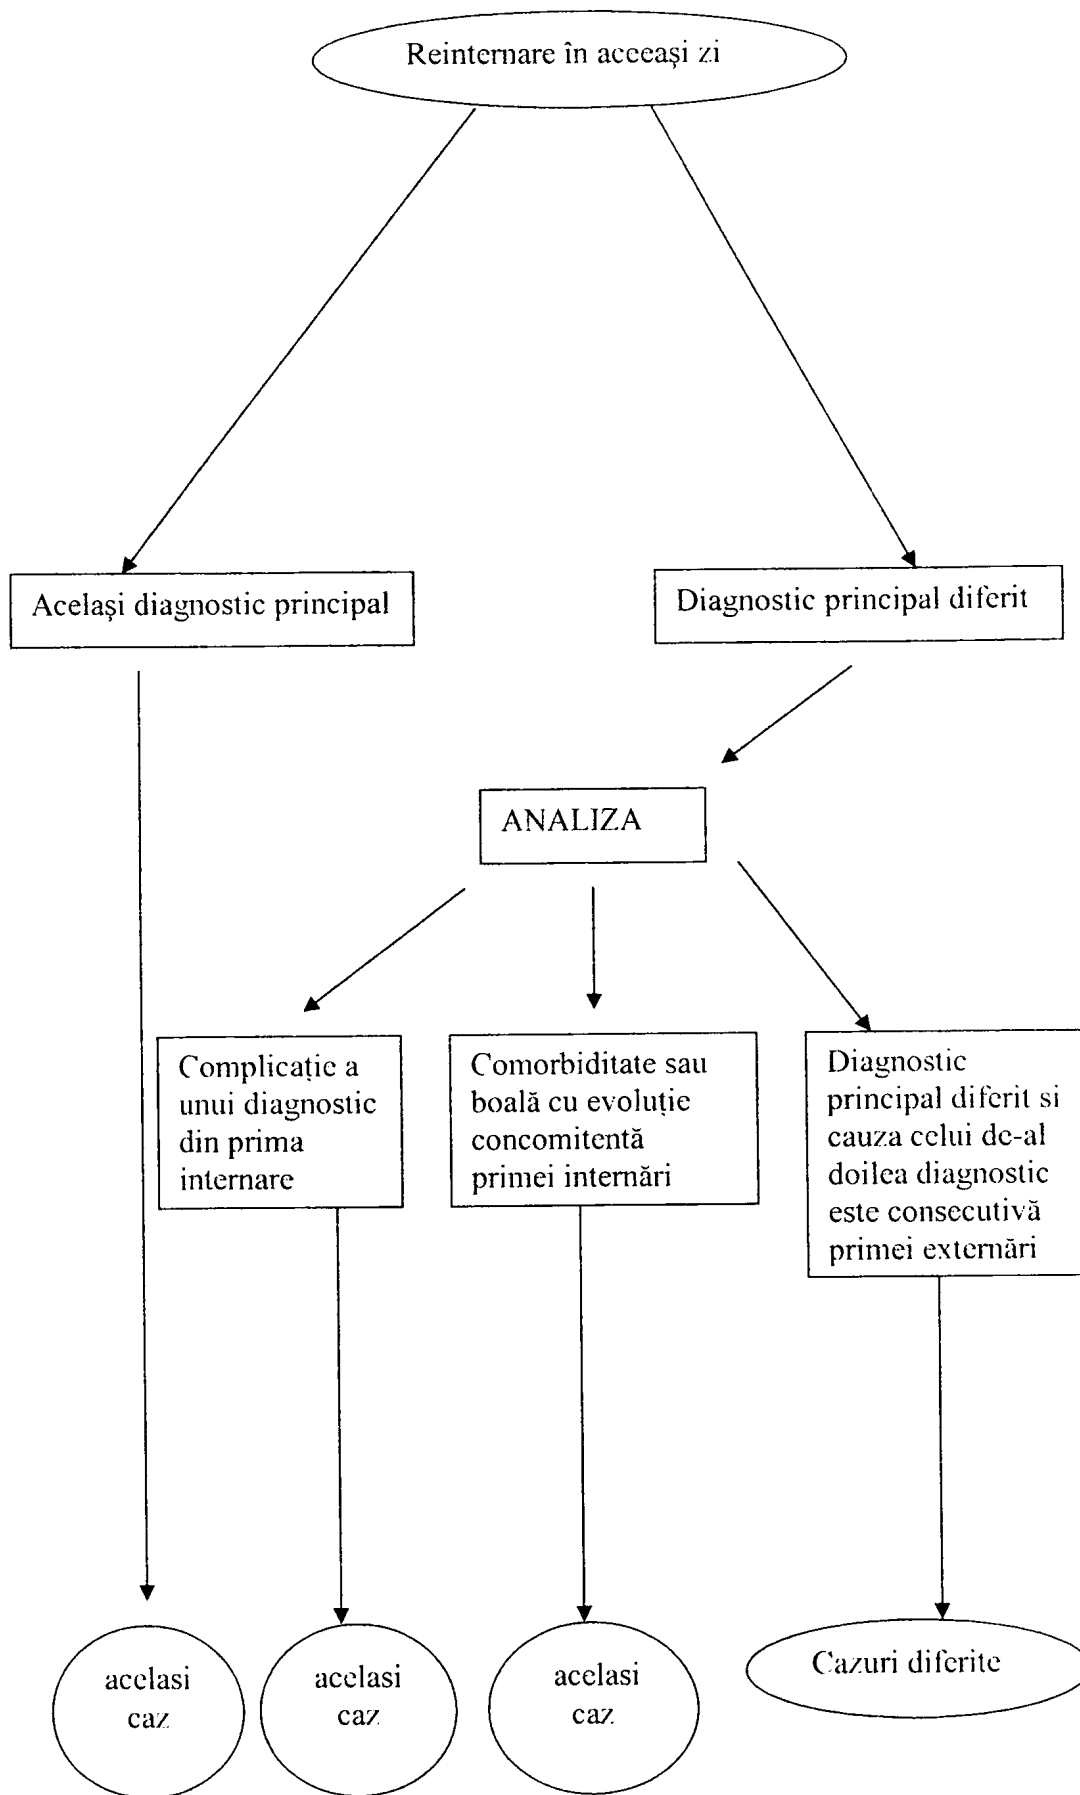 Reinternare în aceeași zi
Același diagnostic principal
Diagnostic principal diferit
ANALIZA
Complicație a
unui diagnostic
din prima
internare
Comorbiditate sau
boală cu evoluție
concomitentă
primei internări
Diagnostic
principal diferit si
cauza celui de-al
doilea diagnostic
este consecutivă
primei externări
acelasi
caz
acelasi
caz
acelasi
caz
Cazuri diferite